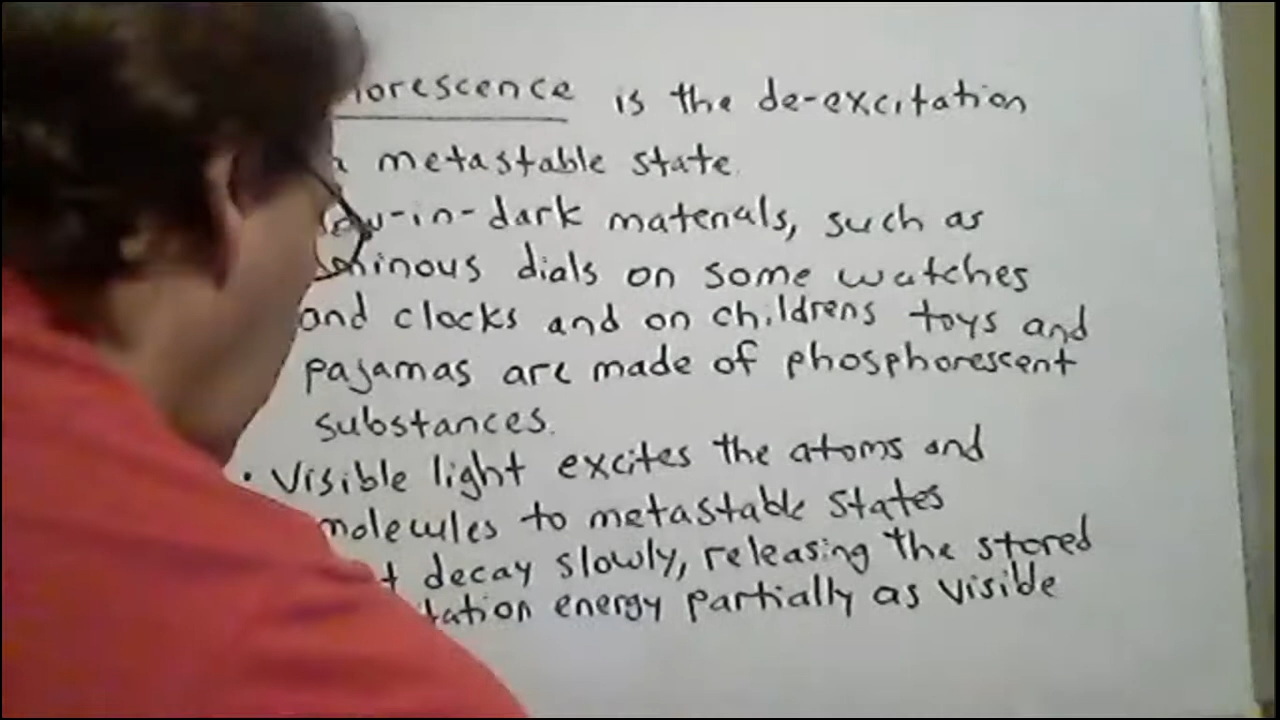 is the de-excitation
metastable state.
-in-dark materials, such as
dials on some watches
and clocks and on childrens toys and
pajamas are made of phosphorescent
substances.
• Visible light excites the atoms and
molecules to metastable states
decay slowly, releasing the stored
energy partially as visible